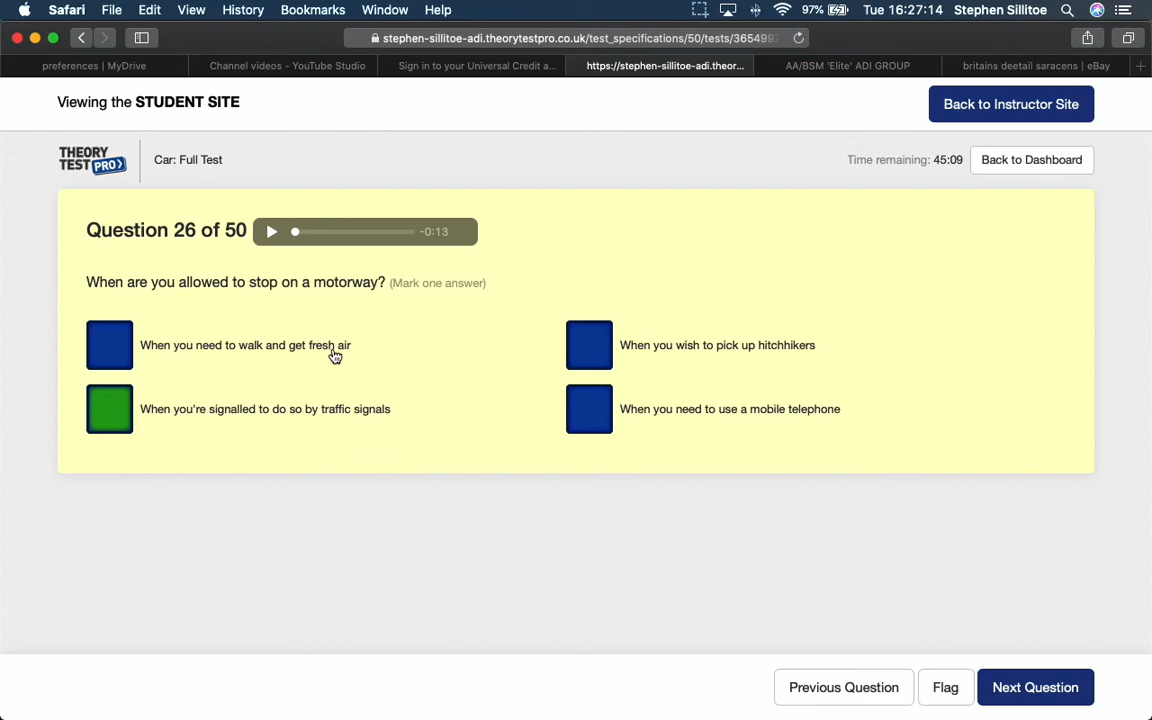 Safari File Edit View History Bookmarks Window Help 97% Tue 16:27:14 Stephen Sillitoe
stephen-sillitoe-adi.theorytestpro.co.uk/test_specifications/50/tests/3654997
preferences | MyDrive Channel videos - YouTube Studio Sign in to your Universal Credit a... https://stephen-sillitoe-adi.theor... AA/BSM 'Elite' ADI GROUP britains deetail saracens | eBay
Viewing the STUDENT SITE
Back to Instructor Site
THEORY
TEST PRO
Car: Full Test
Time remaining: 45:09
Back to Dashboard
Question 26 of 50
-0:13
When are you allowed to stop on a motorway? (Mark one answer)
When you need to walk and get fresh air
When you wish to pick up hitchhikers
When you're signalled to do so by traffic signals
When you need to use a mobile telephone
Previous Question
Flag
Next Question